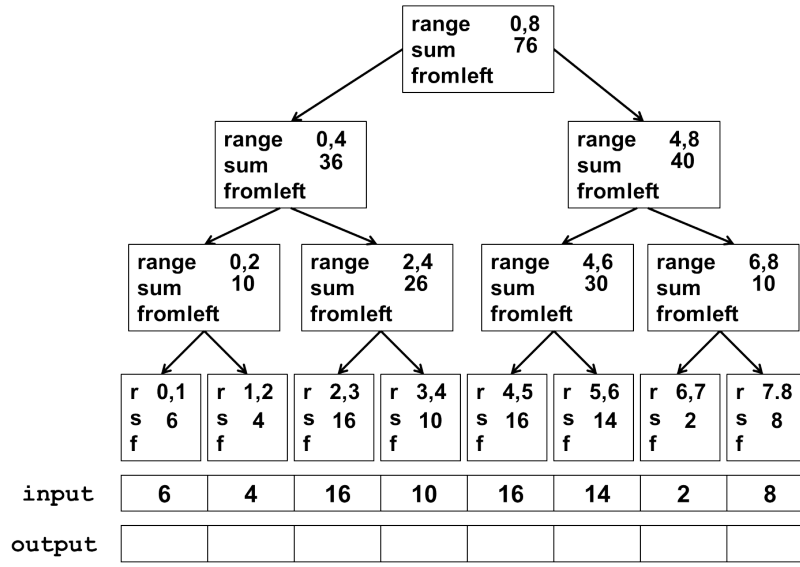 range 0,8
sum 76
fromleft
range 0,4
sum 36
fromleft
range 4,8
sum 40
fromleft
range 0,2
sum 10
fromleft
range 2,4
sum 26
fromleft
range 4,6
sum 30
fromleft
range 6,8
sum 10
fromleft
r 0,1
s 6
f
r 1,2
s 4
f
r 2,3
s 16
f
r 3,4
s 10
f
r 4,5
s 16
f
r 5,6
s 14
f
r 6,7
s 2
f
r 7.8
s 8
f
input 6 4 16 10 16 14 2 8
output